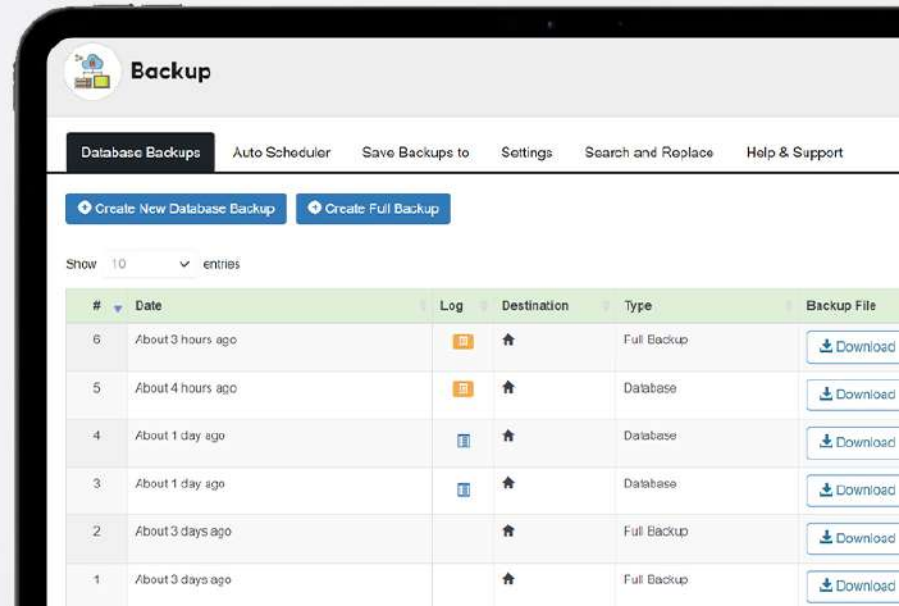 Backup
Database Backups Auto Scheduler Save Backups to Settings Search and Replace Help & Support
Create New Database Backup Create Full Backup
Show 10 entries
# Date Log Destination Type Backup File
6 About 3 hours ago Full Backup Download
5 About 4 hours ago Database Download
4 About 1 day ago Database Download
3 About 1 day ago Database Download
2 About 3 days ago Full Backup Download
1 About 3 days ago Full Backup Download